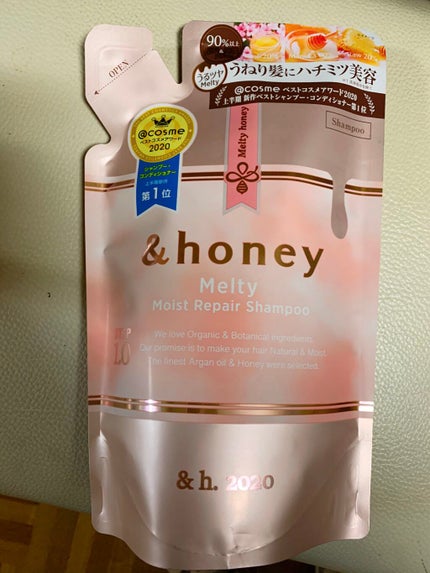 OPEN
90%以上
うるツヤ
Melty
うねり髪にハチミツ美容
@cosme ベストコスメアワード2020
上半期 新作ベストシャンプー・コンディショナー第1位
Shampoo
@cosme
ベストコスメアワード
2020
シャンプー・
コンディショナー
第1位
Melty honey
&honey
Melty
Moist Repair Shampoo
STEP
1.0
We love Organic & Botanical Ingredients.
Our promise is to make your hair Natural & Moist.
The finest Argan oil & Honey were selected.
&h. 2020